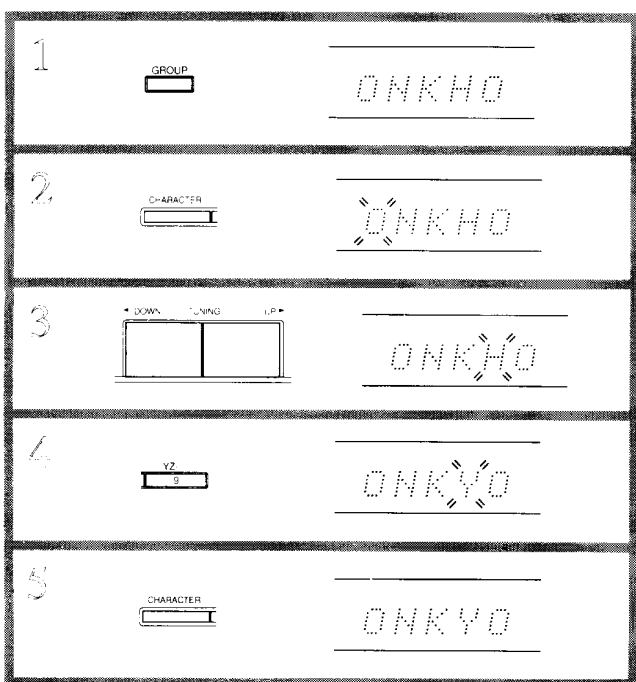 1
GROUP
ONKHO
2
CHARACTER
ONKHO
3
◄ DOWN TUNING UP ►
ONKHO
4
YZ
9
ONKYO
5
CHARACTER
ONKYO